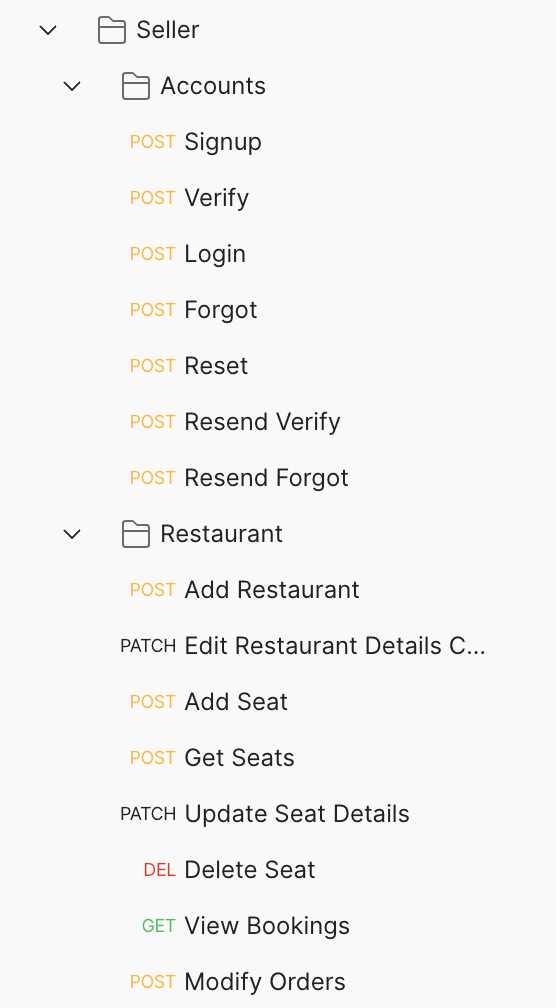 Seller
Accounts
POST Signup
POST Verify
POST Login
POST Forgot
POST Reset
POST Resend Verify
POST Resend Forgot
Restaurant
POST Add Restaurant
PATCH Edit Restaurant Details C...
POST Add Seat
POST Get Seats
PATCH Update Seat Details
DEL Delete Seat
GET View Bookings
POST Modify Orders